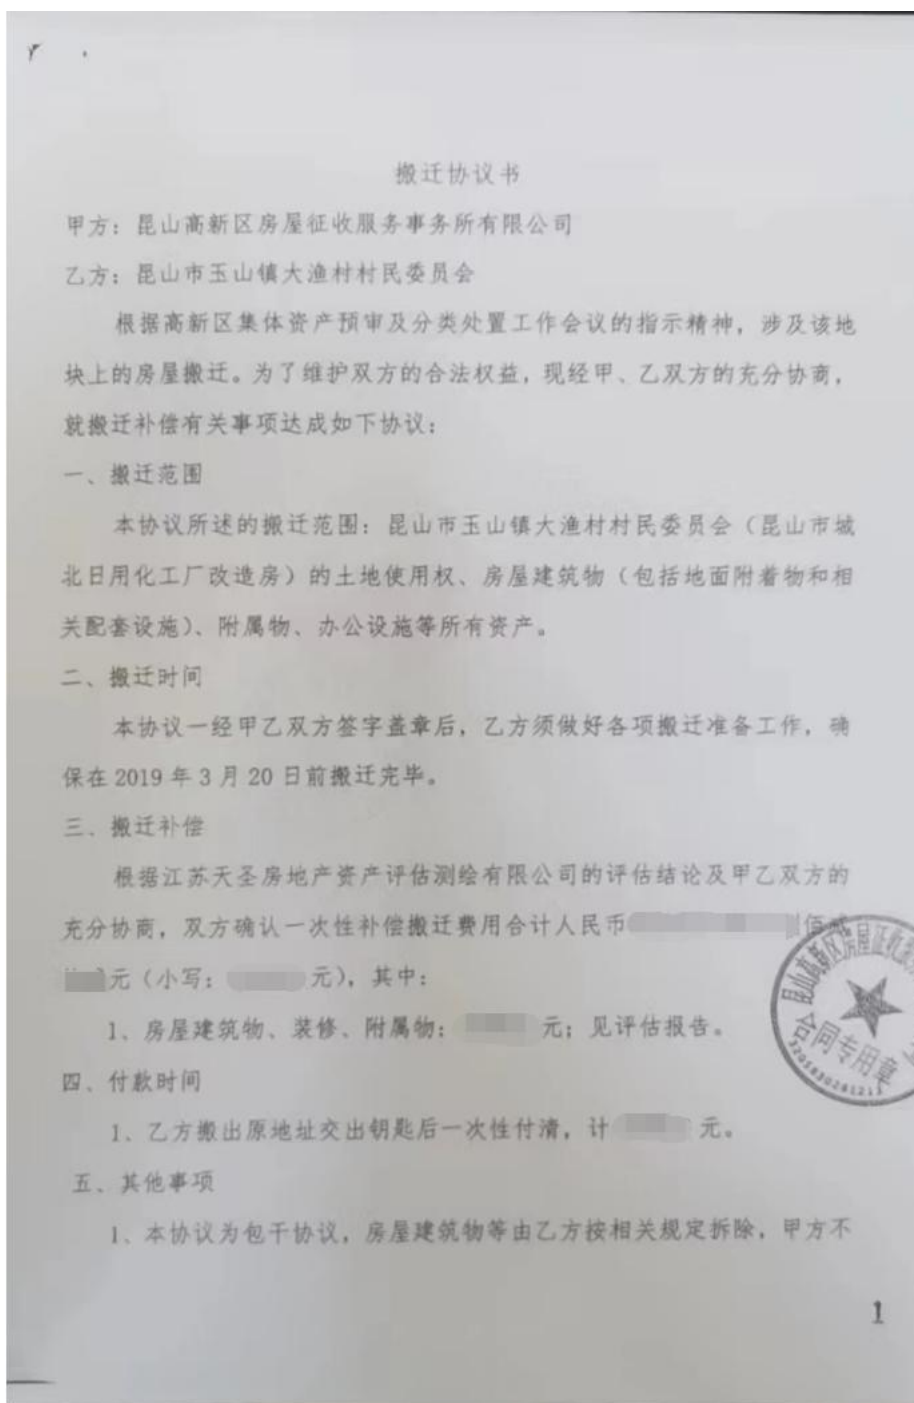 搬迁协议书
甲方：昆山高新区房屋征收服务事务所有限公司
乙方：昆山市玉山镇大渔村村民委员会
根据高新区集体资产预审及分类处置工作会议的指示精神，涉及该地
块上的房屋搬迁。为了维护双方的合法权益，现经甲、乙双方的充分协商，
就搬迁补偿有关事项达成如下协议：
一、搬迁范围
本协议所述的搬迁范围：昆山市玉山镇大渔村村民委员会（昆山市城
北日用化工厂改造房）的土地使用权、房屋建筑物（包括地面附着物和相
关配套设施）、附属物、办公设施等所有资产。
二、搬迁时间
本协议一经甲乙双方签字盖章后，乙方须做好各项搬迁准备工作，确
保在 2019 年 3 月 20 日前搬迁完毕。
三、搬迁补偿
根据江苏天圣房地产资产评估测绘有限公司的评估结论及甲乙双方的
充分协商，双方确认一次性补偿搬迁费用合计人民币 佰
元（小写： 元），其中：
1、房屋建筑物、装修、附属物： 元；见评估报告。
昆山高新区房屋征收服
合同专用章
四、付款时间
1、乙方搬出原地址交出钥匙后一次性付清，计 元。
五、其他事项
1、本协议为包干协议，房屋建筑物等由乙方按相关规定拆除，甲方不
1